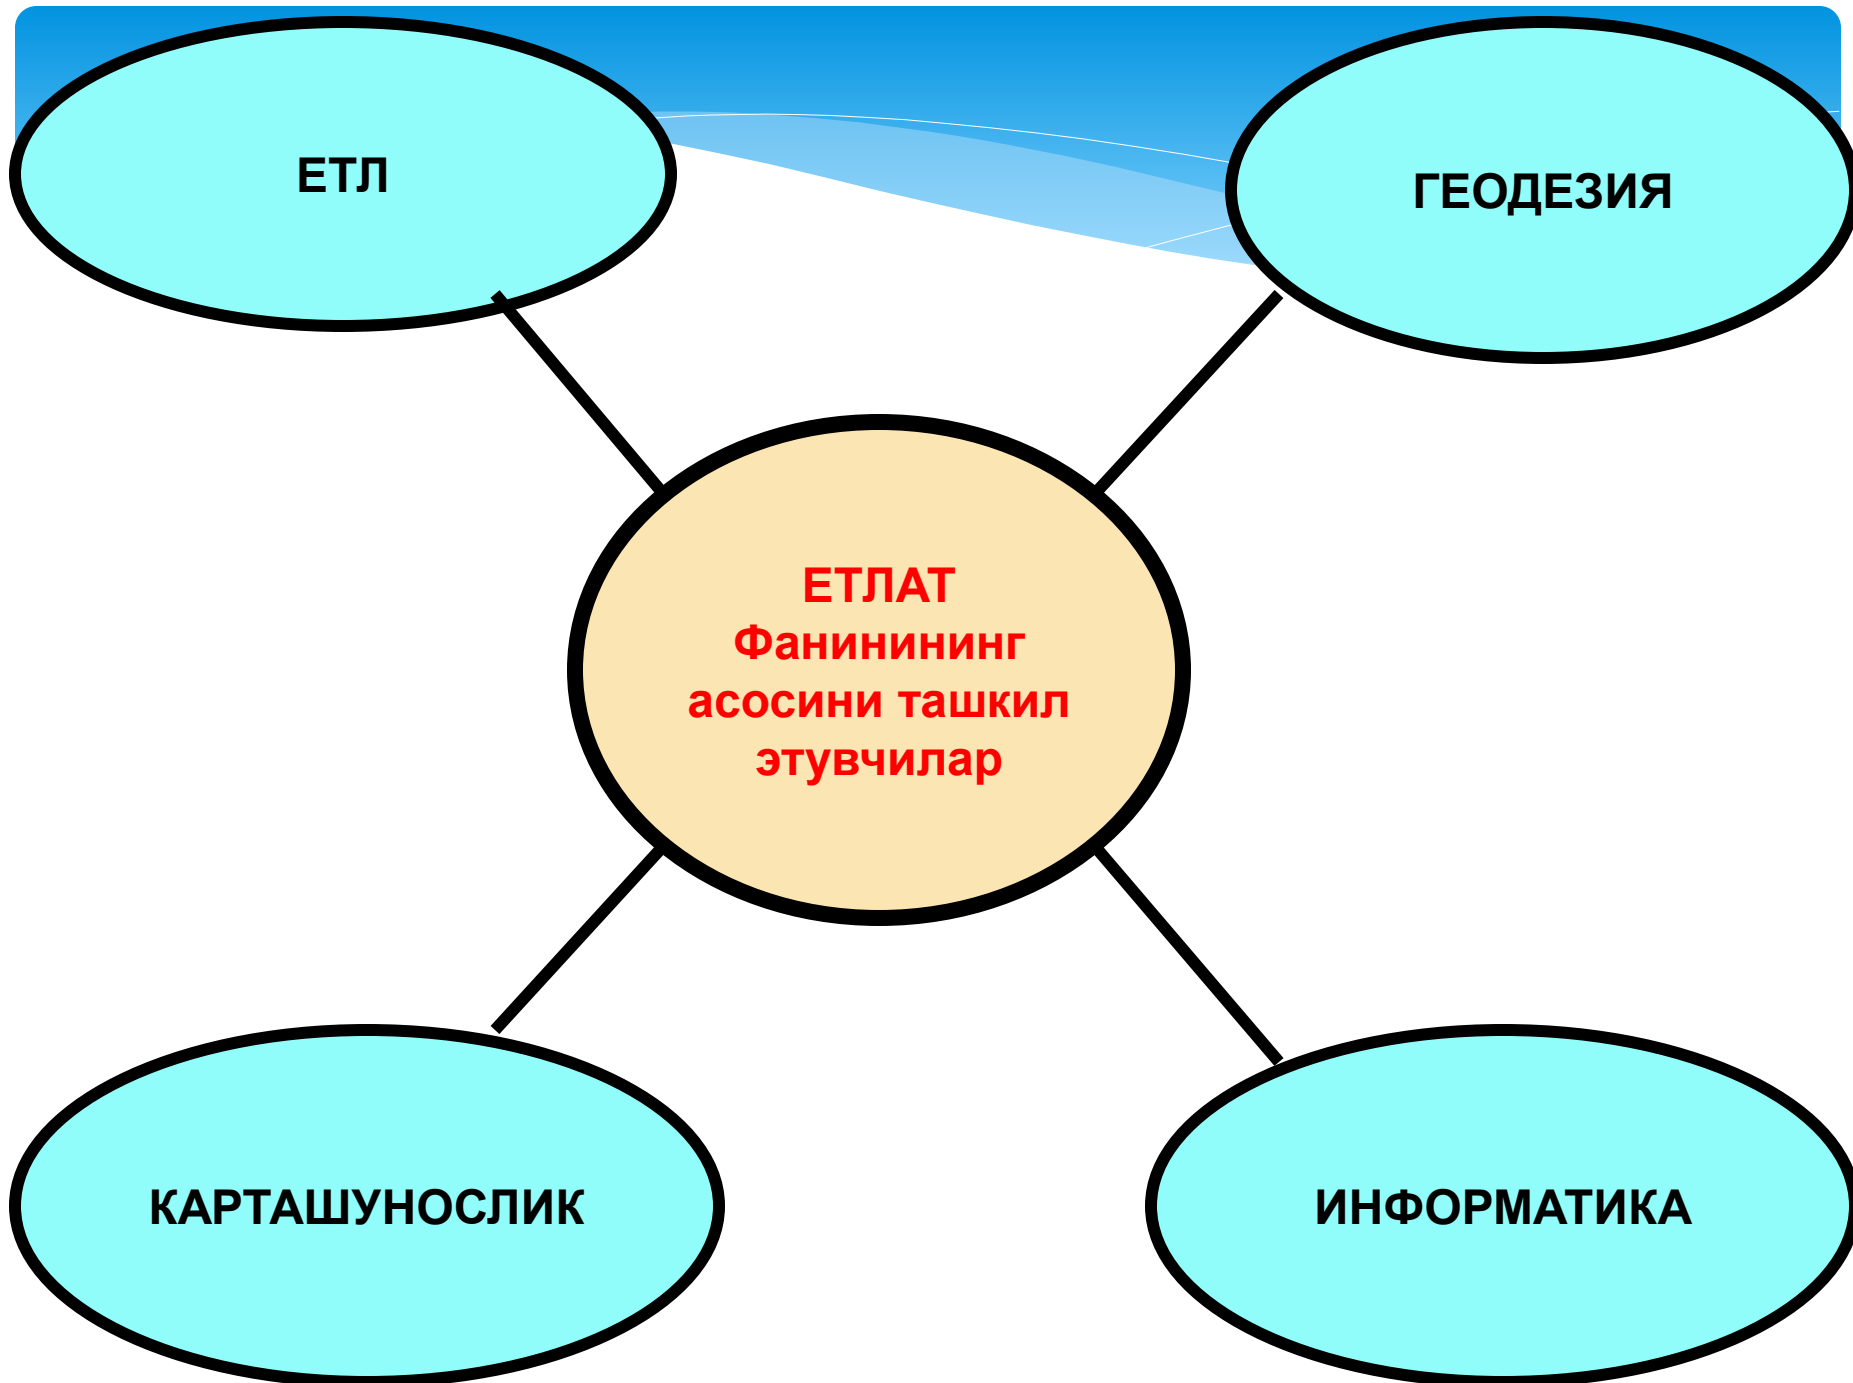 ЕТЛ
ГЕОДЕЗИЯ
ЕТЛАТ
Фанинининг
асосини ташкил
этувчилар
КАРТАШУНОСЛИК
ИНФОРМАТИКА